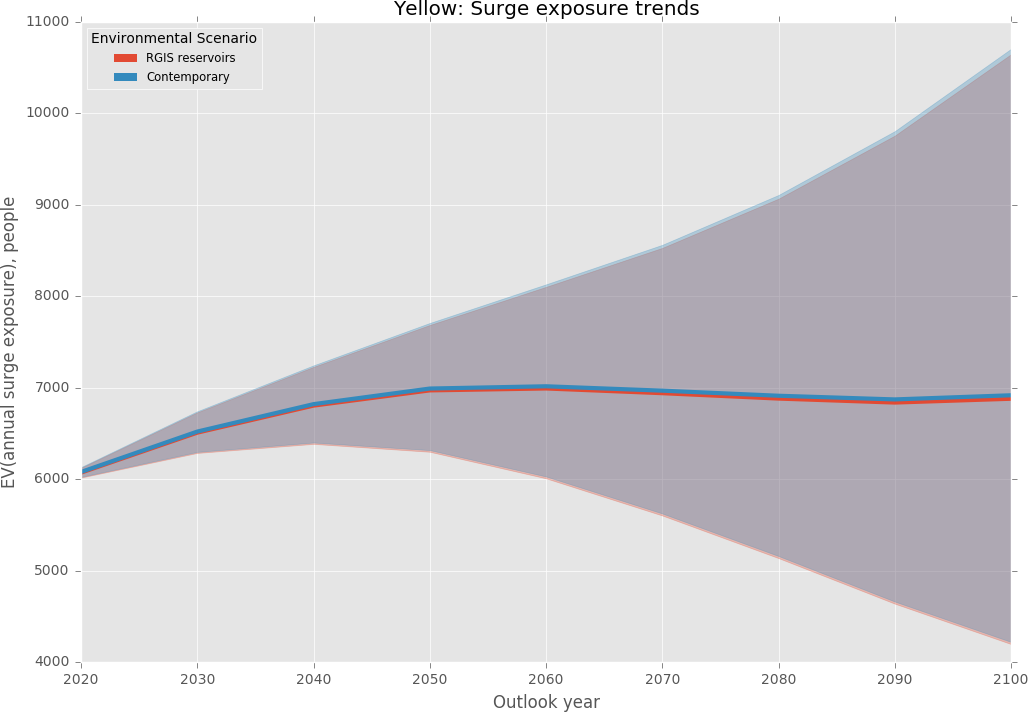 Yellow: Surge exposure trends
11000
10000
9000
8000
7000
6000
5000
4000
EV(annual surge exposure), people
Environmental Scenario
RGIS reservoirs
Contemporary
2020 2030 2040 2050 2060 2070 2080 2090 2100
Outlook year